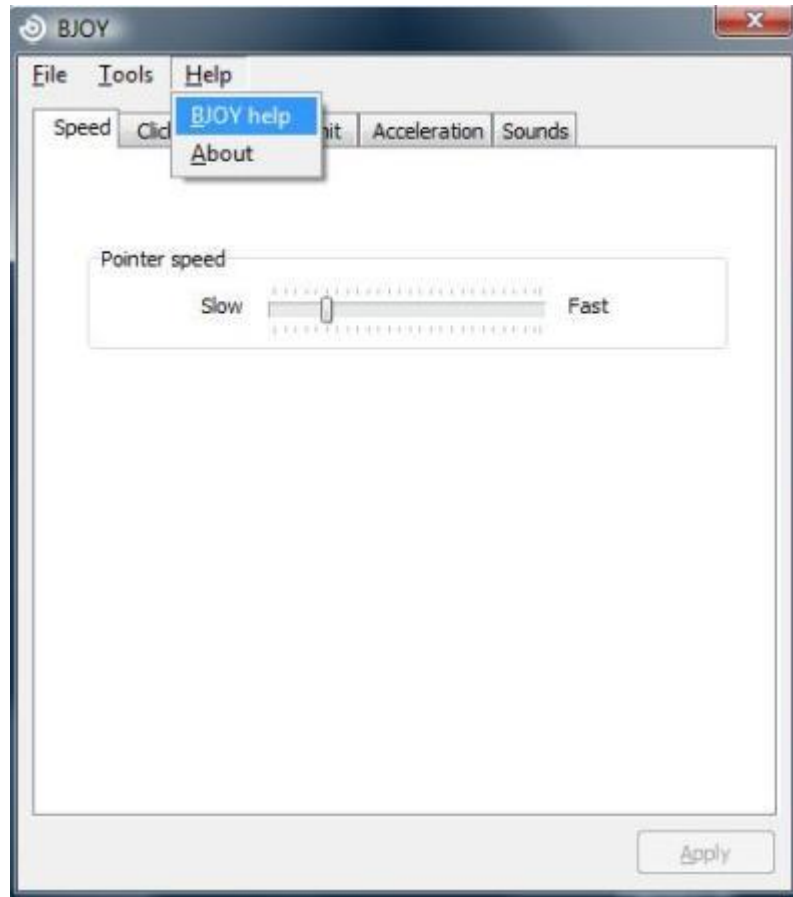 BJOY
File Tools Help
BJOY help
About
Speed Acceleration Sounds
Pointer speed
Slow Fast
Apply